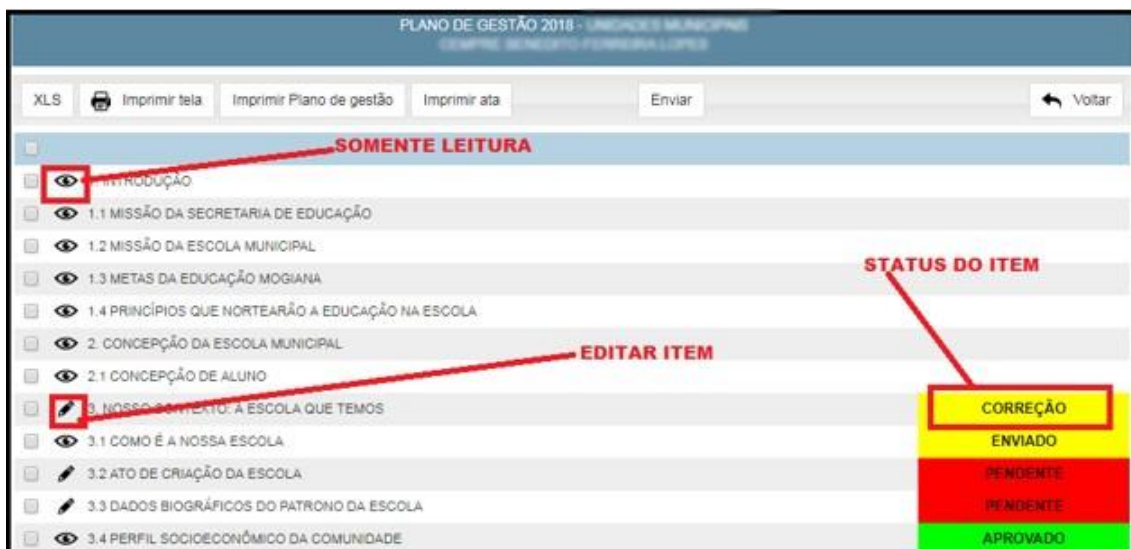 PLANO DE GESTÃO 2018 -
XLS Imprimir tela Imprimir Plano de gestão Imprimir ata Enviar Voltar
SOMENTE LEITURA
INTRODUÇÃO
1.1 MISSÃO DA SECRETARIA DE EDUCAÇÃO
1.2 MISSÃO DA ESCOLA MUNICIPAL
1.3 METAS DA EDUCAÇÃO MOGIANA
STATUS DO ITEM
1.4 PRINCÍPIOS QUE NORTEARÃO A EDUCAÇÃO NA ESCOLA
2. CONCEPÇÃO DA ESCOLA MUNICIPAL
EDITAR ITEM
2.1 CONCEPÇÃO DE ALUNO
3. NOSSO CONTEXTO: A ESCOLA QUE TEMOS CORREÇÃO
3.1 COMO É A NOSSA ESCOLA ENVIADO
3.2 ATO DE CRIAÇÃO DA ESCOLA PENDENTE
3.3 DADOS BIOGRÁFICOS DO PATRONO DA ESCOLA PENDENTE
3.4 PERFIL SOCIOECONÔMICO DA COMUNIDADE APROVADO